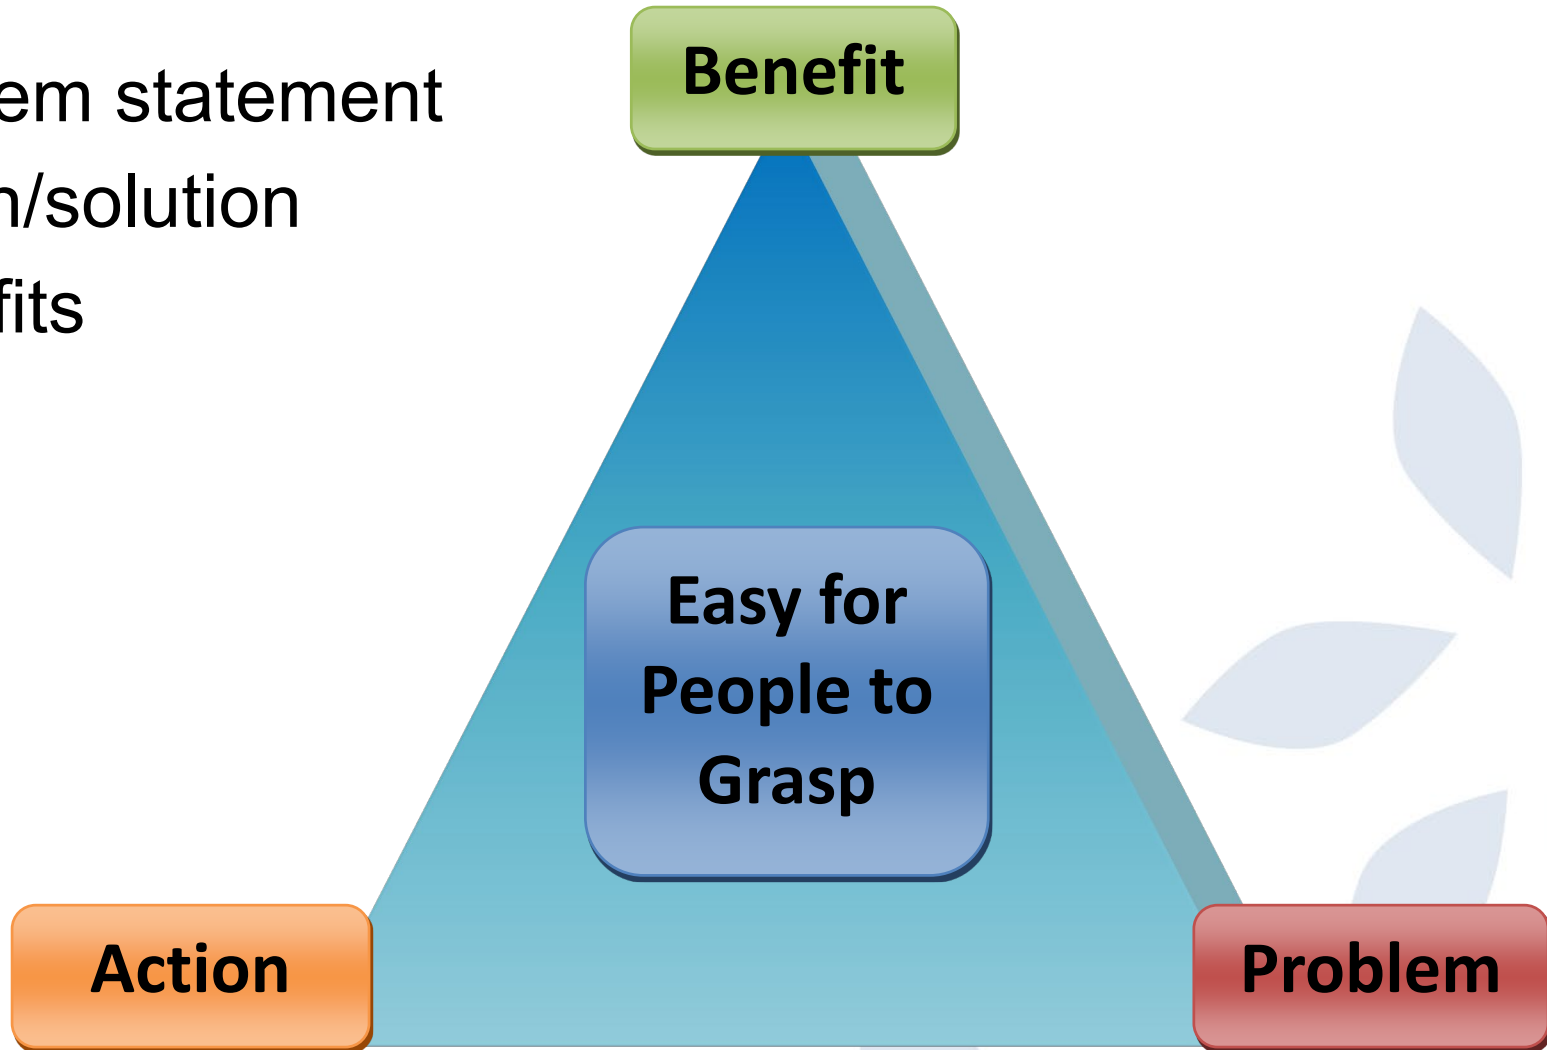 em statement
n/solution
fits
Benefit
Easy for
People to
Grasp
Action
Problem